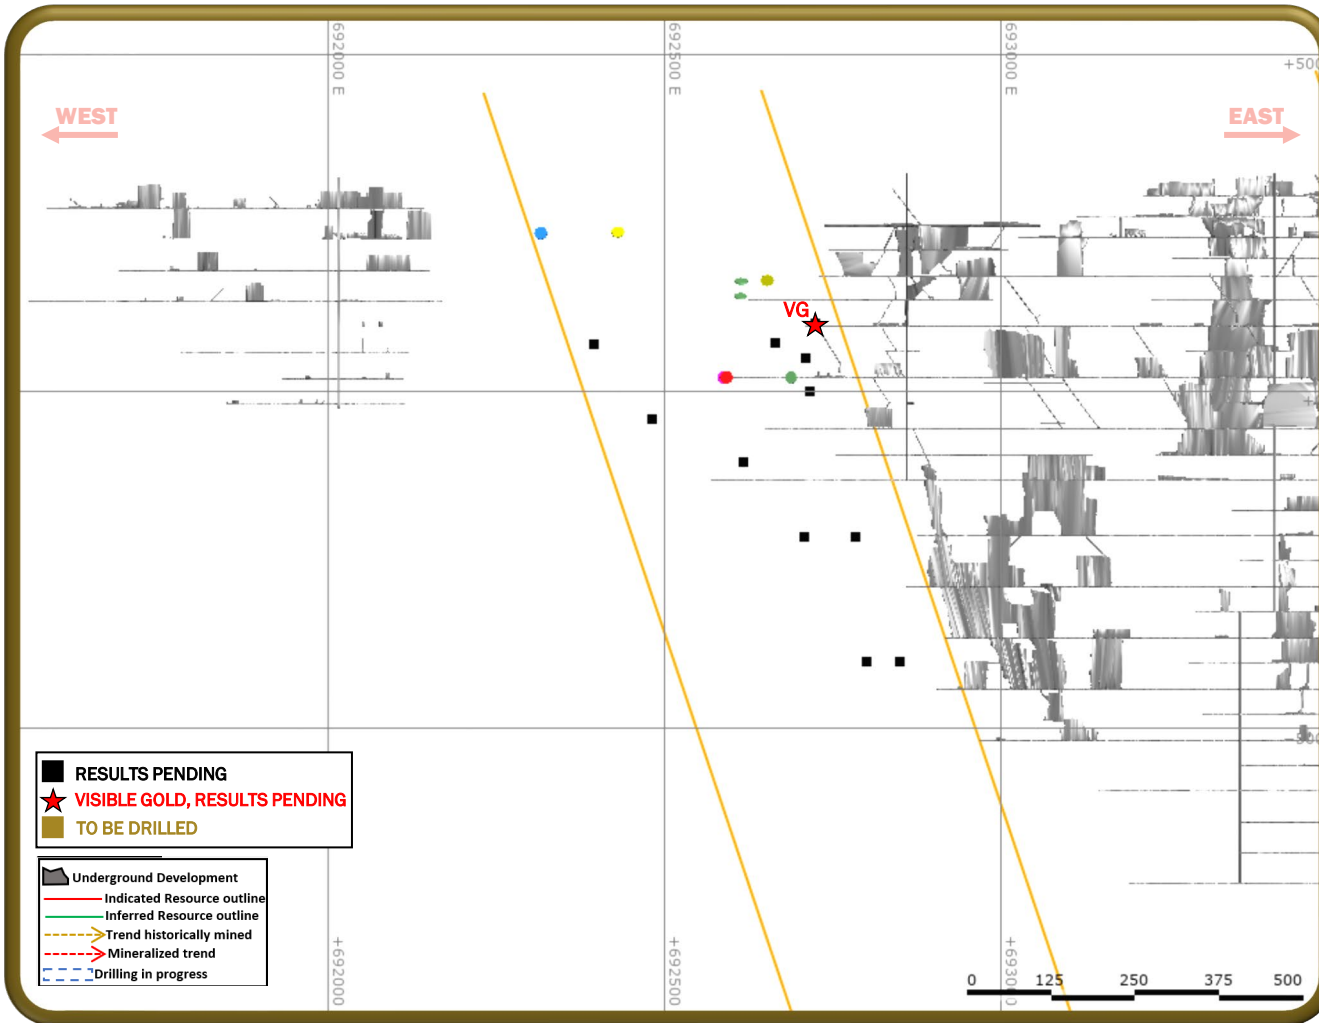 692000 E
692500 E
693000 E
+500
WEST
EAST
VG
RESULTS PENDING
VISIBLE GOLD, RESULTS PENDING
TO BE DRILLED
Underground Development
Indicated Resource outline
Inferred Resource outline
Trend historically mined
Mineralized trend
Drilling in progress
+692000
+692500
+693000
0 125 250 375 500